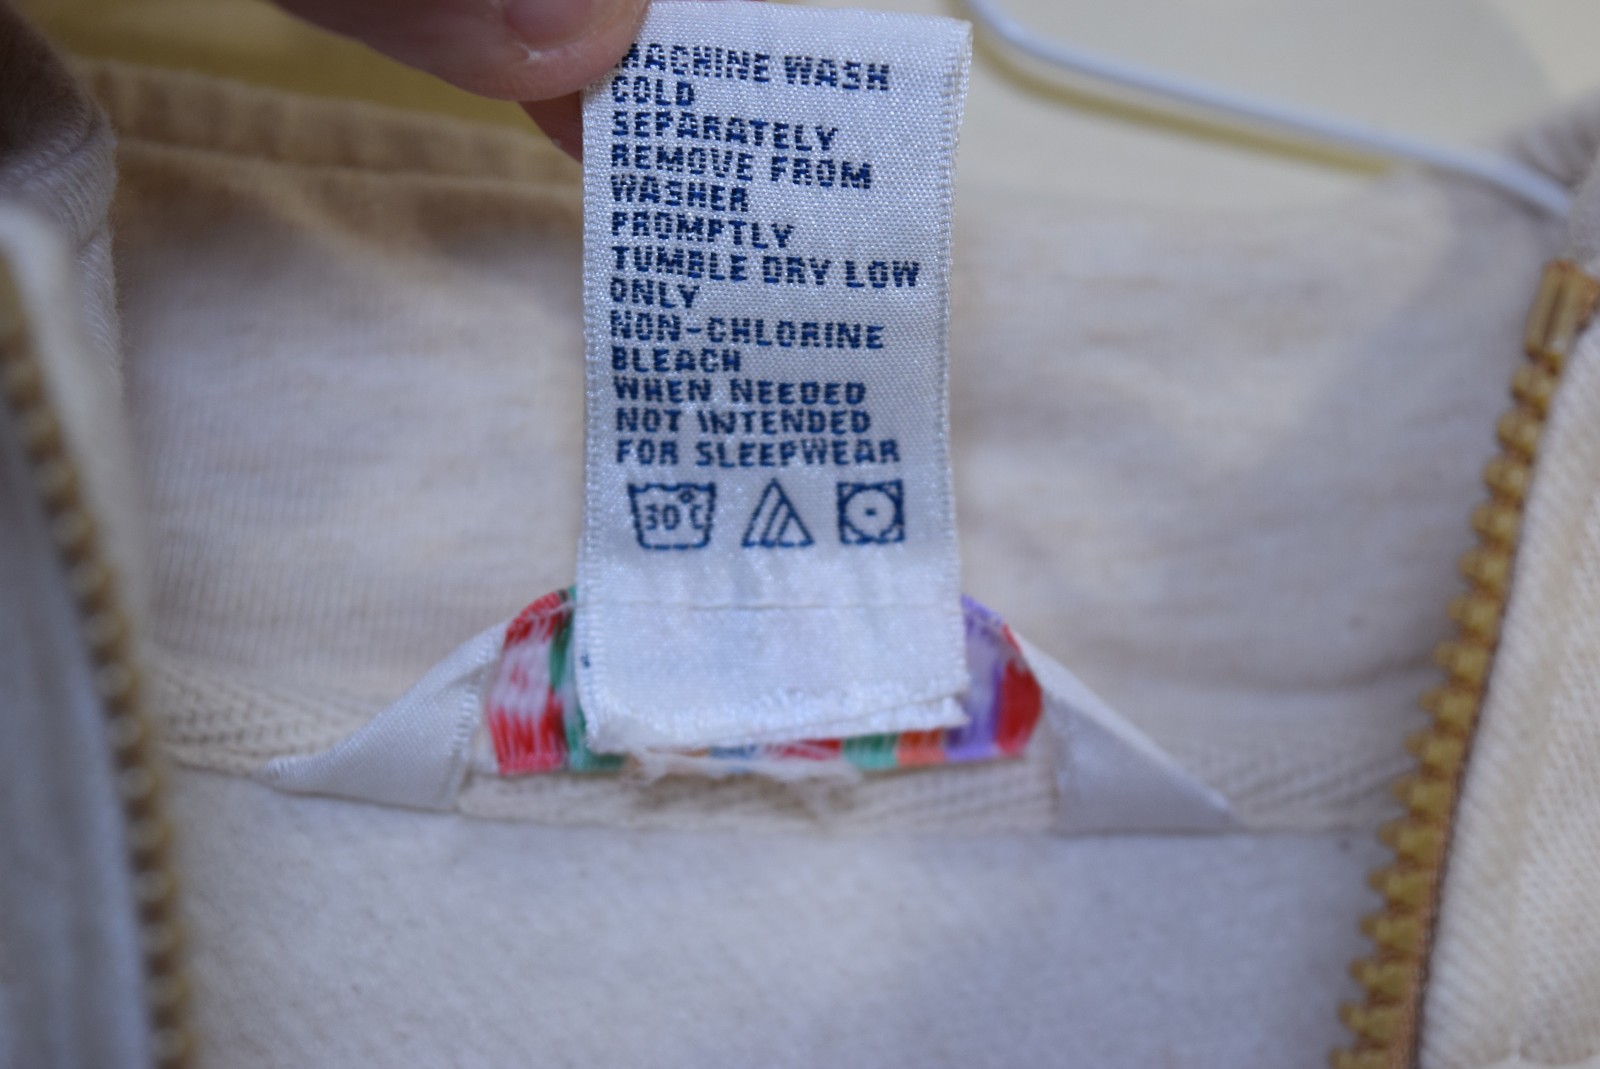 MACHINE WASH
COLD
SEPARATELY
REMOVE FROM
WASHER
PROMPTLY
TUMBLE DRY LOW
ONLY
NON-CHLORINE
BLEACH
WHEN NEEDED
NOT INTENDED
FOR SLEEPWEAR
30°C